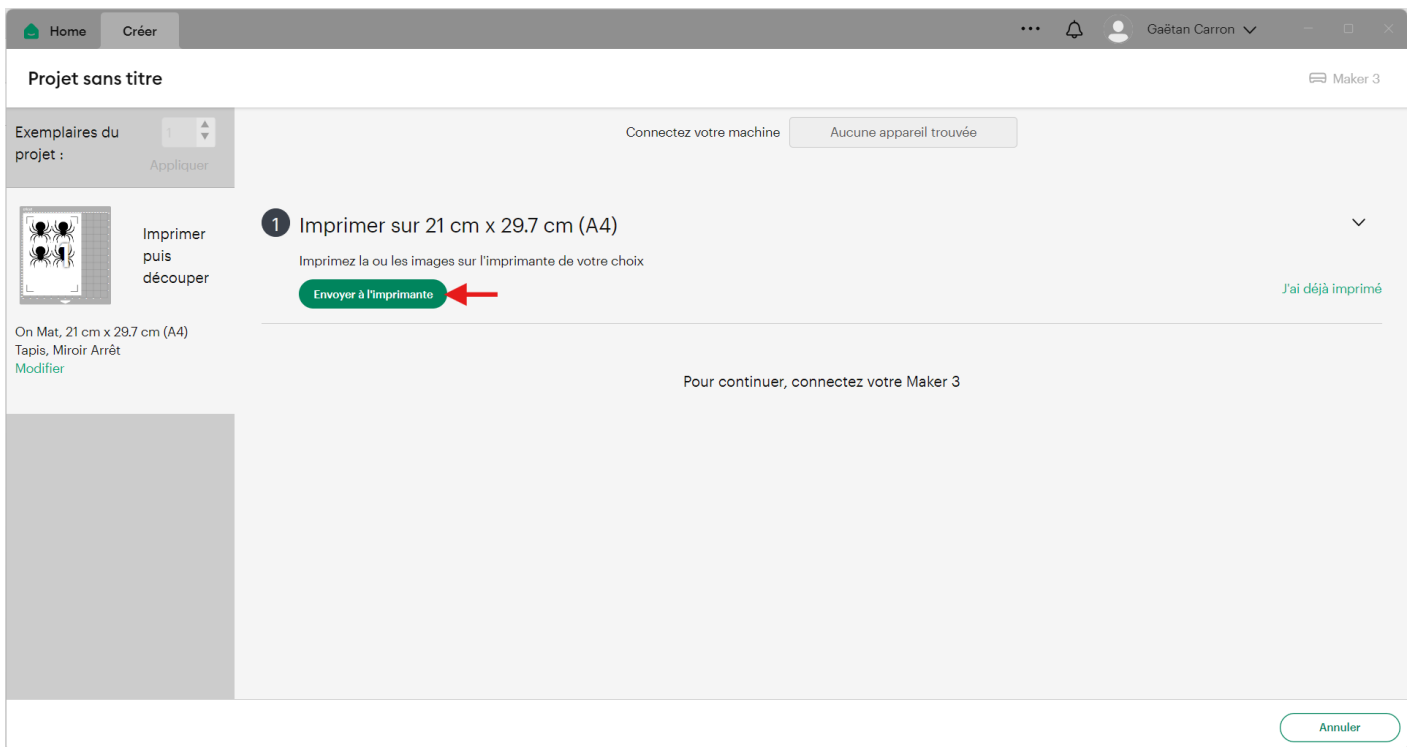 Home
Créer
Gaëtan Carron
Projet sans titre
Maker 3
Exemplaires du
projet :
1
Appliquer
Connectez votre machine
Aucune appareil trouvée
Imprimer
puis
découper
On Mat, 21 cm x 29.7 cm (A4)
Tapis, Miroir Arrêt
Modifier
1
Imprimer sur 21 cm x 29.7 cm (A4)
Imprimez la ou les images sur l'imprimante de votre choix
Envoyer à l'imprimante
J'ai déjà imprimé
Pour continuer, connectez votre Maker 3
Annuler